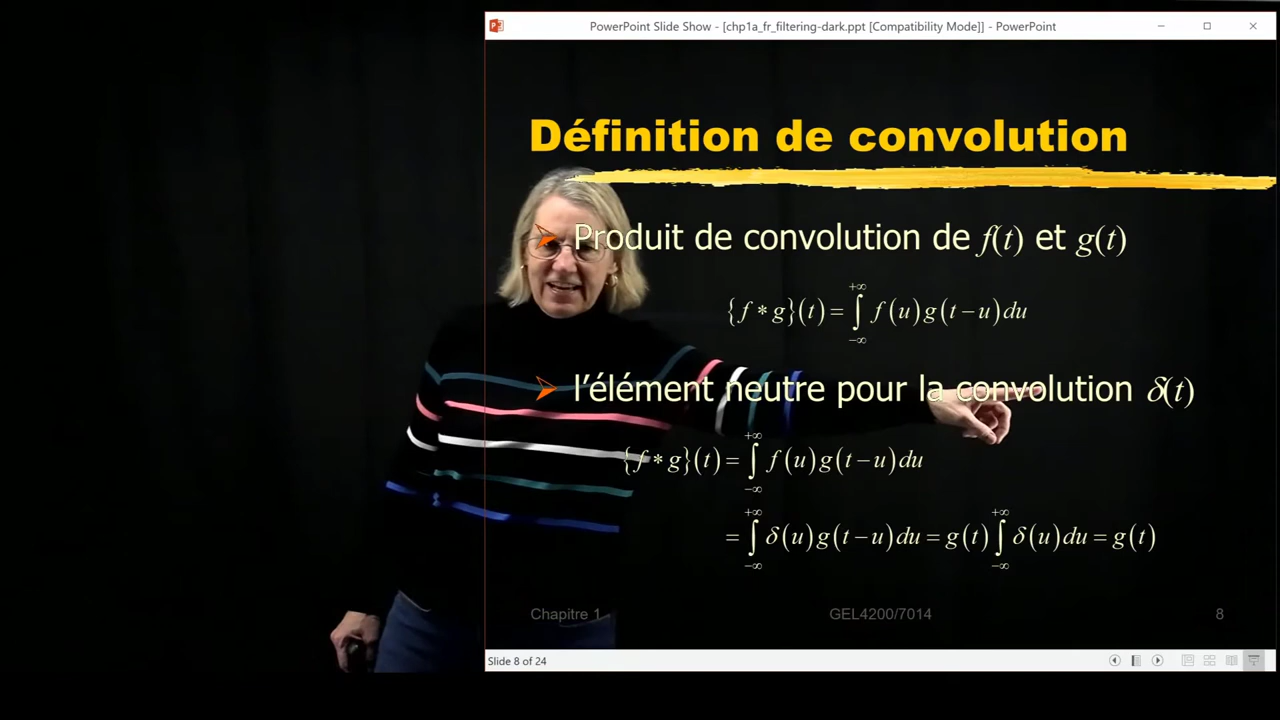 PowerPoint Slide Show - [chp1a_fr_filtering-dark.ppt [Compatibility Mode]] - PowerPoint
Définition de convolution
Produit de convolution de f(t) et g(t)
{f * g}(t) = ∫_{-∞}^{+∞} f(u)g(t-u)du
l'élément neutre pour la convolution δ(t)
{f * g}(t) = ∫_{-∞}^{+∞} f(u)g(t-u)du
= ∫_{-∞}^{+∞} δ(u)g(t-u)du = g(t) ∫_{-∞}^{+∞} δ(u)du = g(t)
Chapitre 1 GEL4200/7014 8
Slide 8 of 24